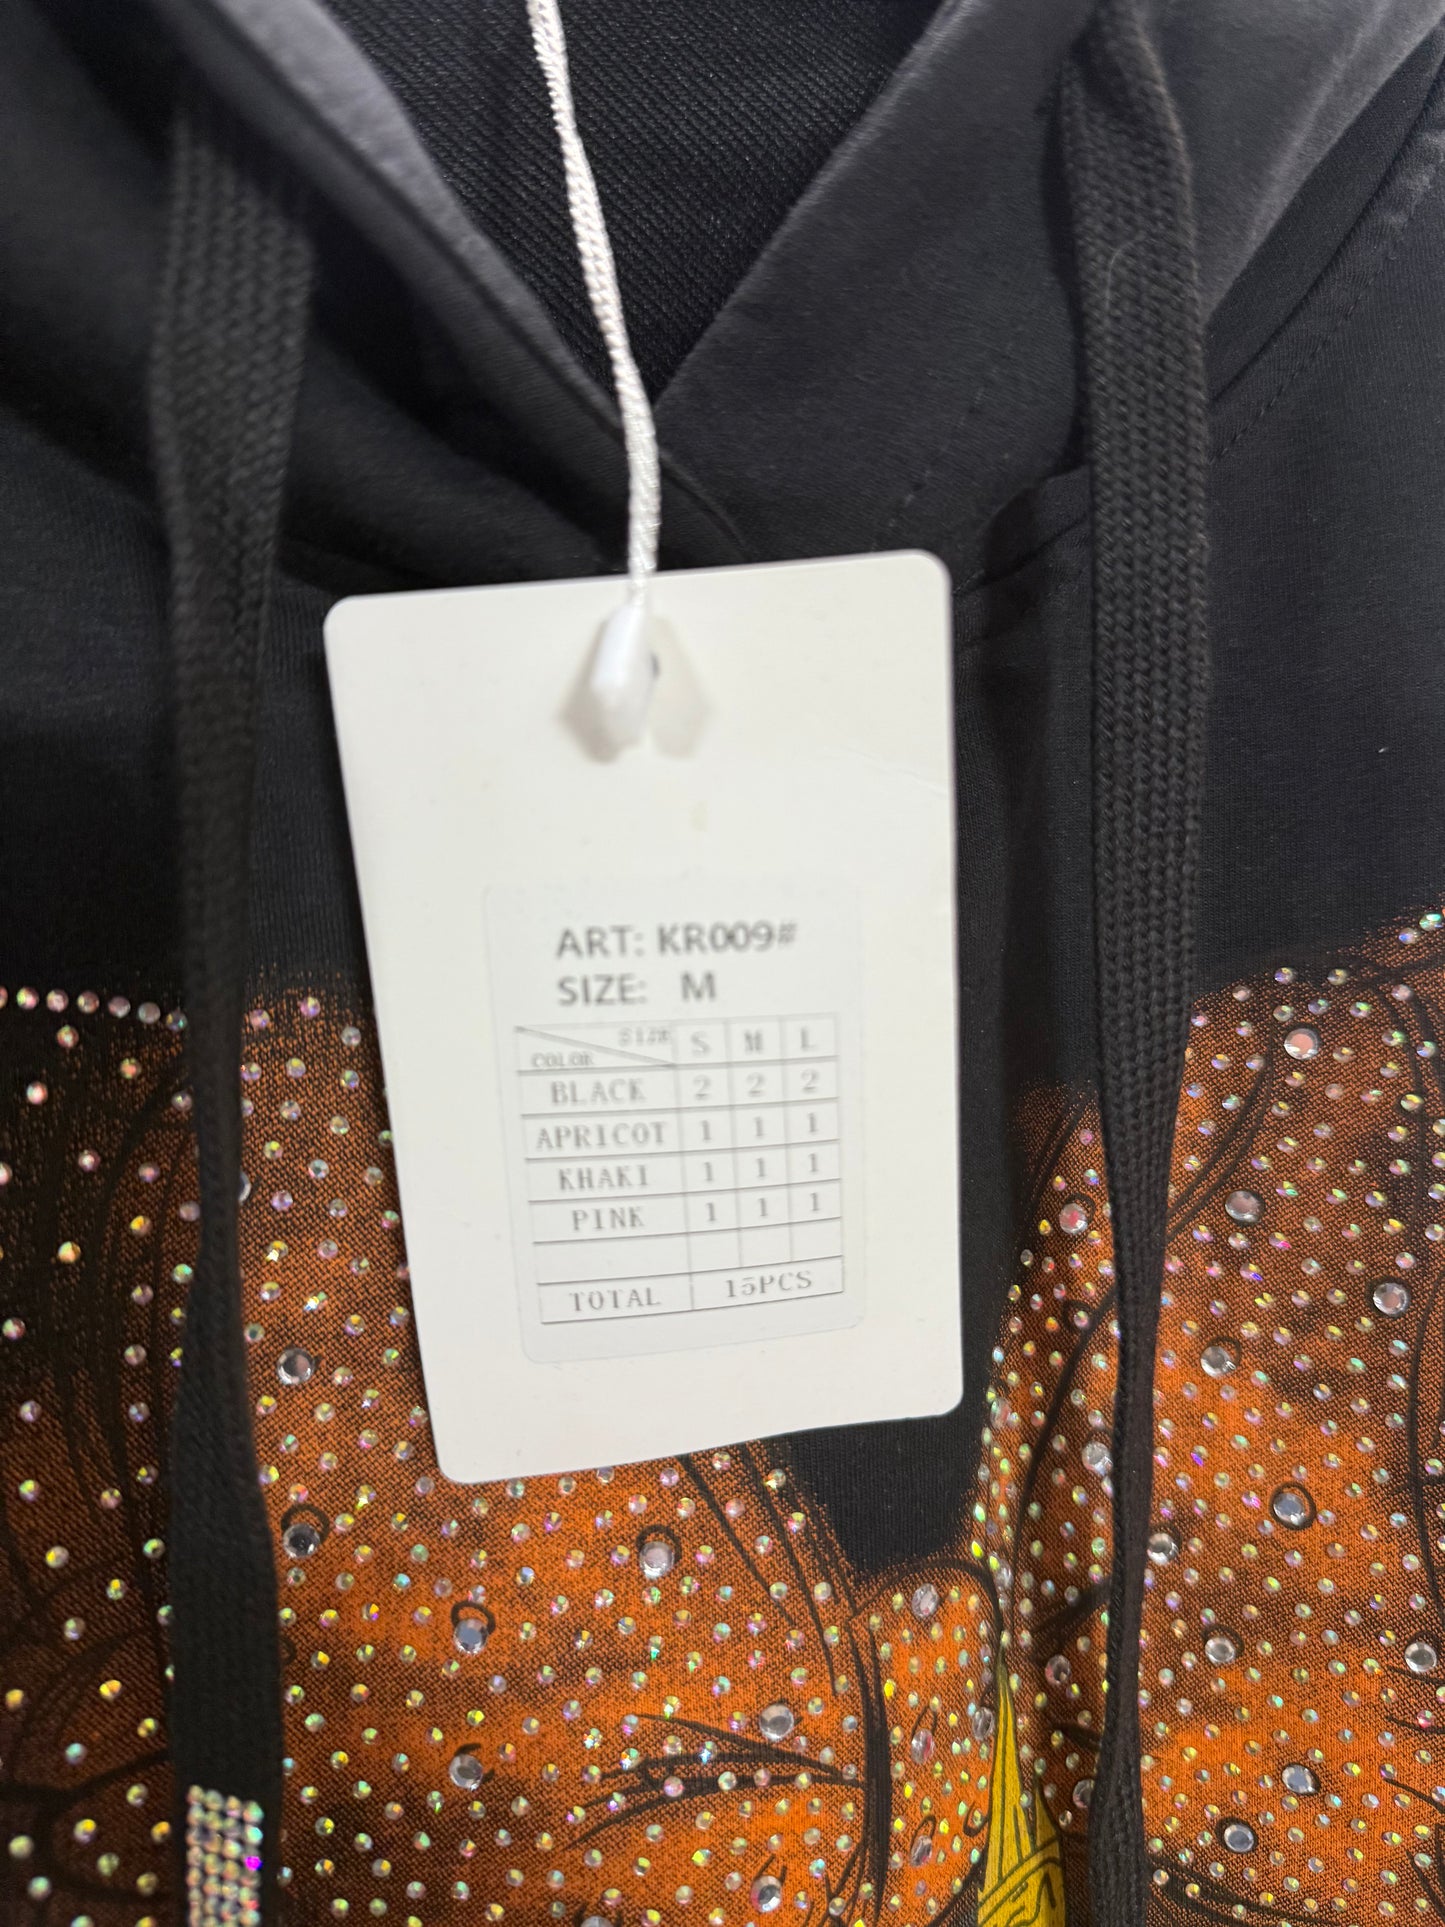 ART: KR009#
SIZE: M
SIZE S M L
COLOR
BLACK 2 2 2
APRICOT 1 1 1
KHAKI 1 1 1
PINK 1 1 1
TOTAL 15PCS